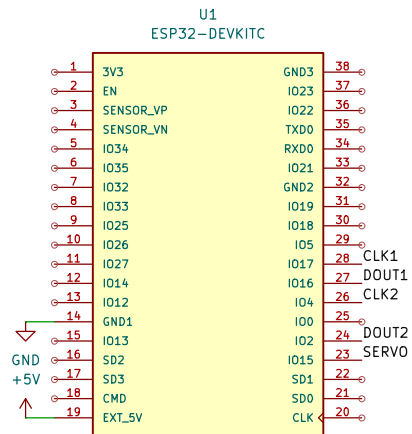 U1
ESP32-DEVKITC
1 3V3 GND3 38
2 EN IO23 37
3 SENSOR_VP IO22 36
4 SENSOR_VN TXD0 35
5 IO34 RXD0 34
6 IO35 IO21 33
7 IO32 GND2 32
8 IO33 IO19 31
9 IO25 IO18 30
10 IO26 IO5 29
11 IO27 IO17 28 CLK1
12 IO14 IO16 27 DOUT1
13 IO12 IO4 26 CLK2
14 GND1 IO0 25
15 IO13 IO2 24 DOUT2
GND 16 SD2 IO15 23 SERVO
+5V 17 SD3 SD1 22
18 CMD SD0 21
19 EXT_5V CLK 20